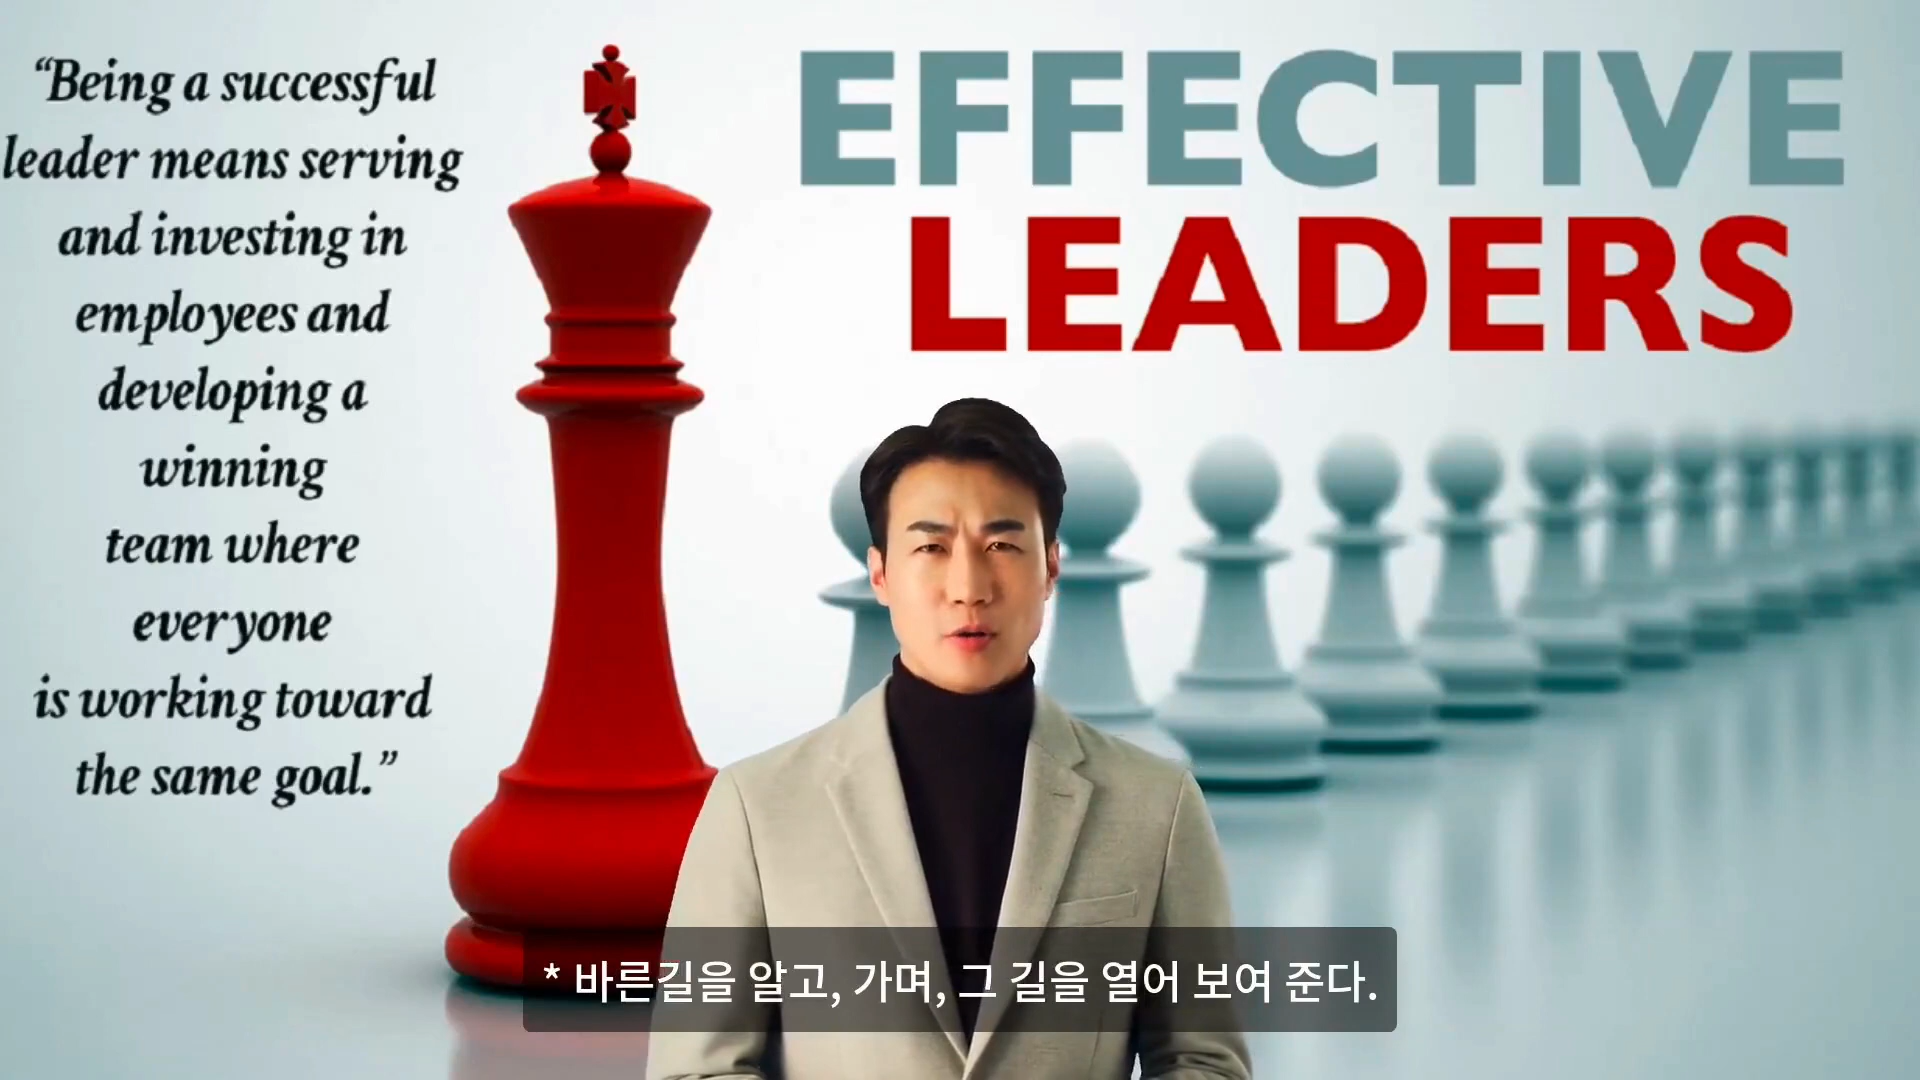 “Being a successful
leader means serving
and investing in
employees and
developing a
winning
team where
everyone
is working toward
the same goal.”
EFFECTIVE
LEADERS
* 바른길을 알고, 가며, 그 길을 열어 보여 준다.